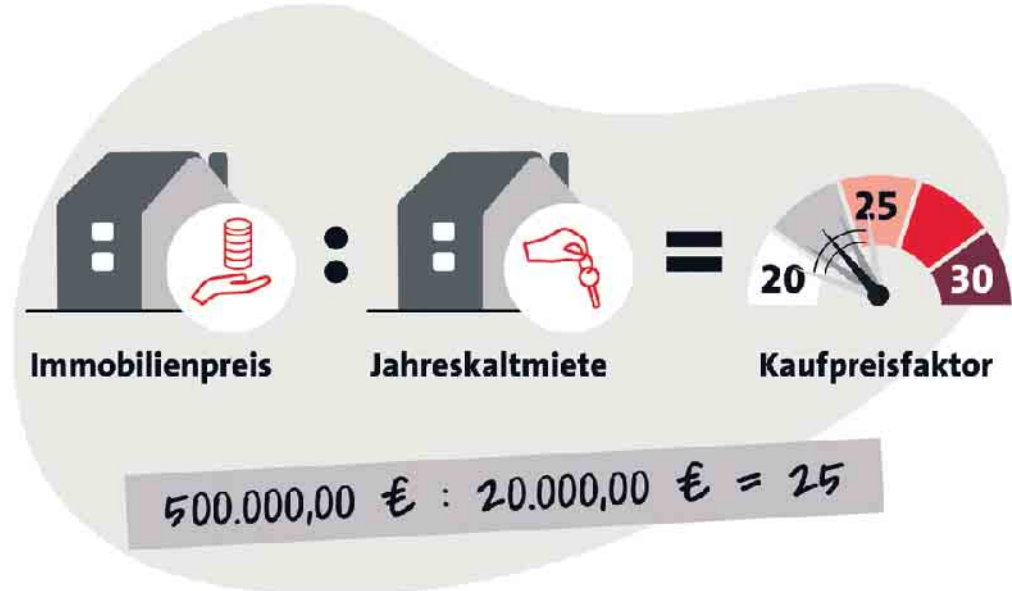 : =
20 25 30
Immobilienpreis Jahreskaltmiete Kaufpreisfaktor
500.000,00 € : 20.000,00 € = 25